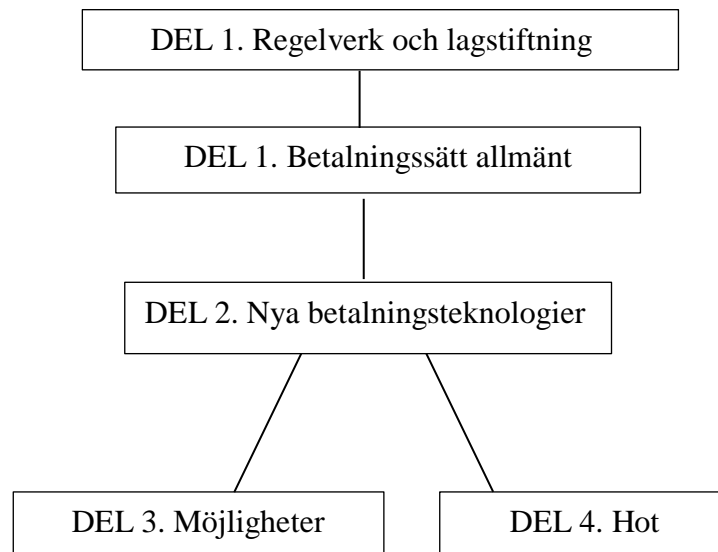 DEL 1. Regelverk och lagstiftning
DEL 1. Betalningssätt allmänt
DEL 2. Nya betalningsteknologier
DEL 3. Möjligheter
DEL 4. Hot